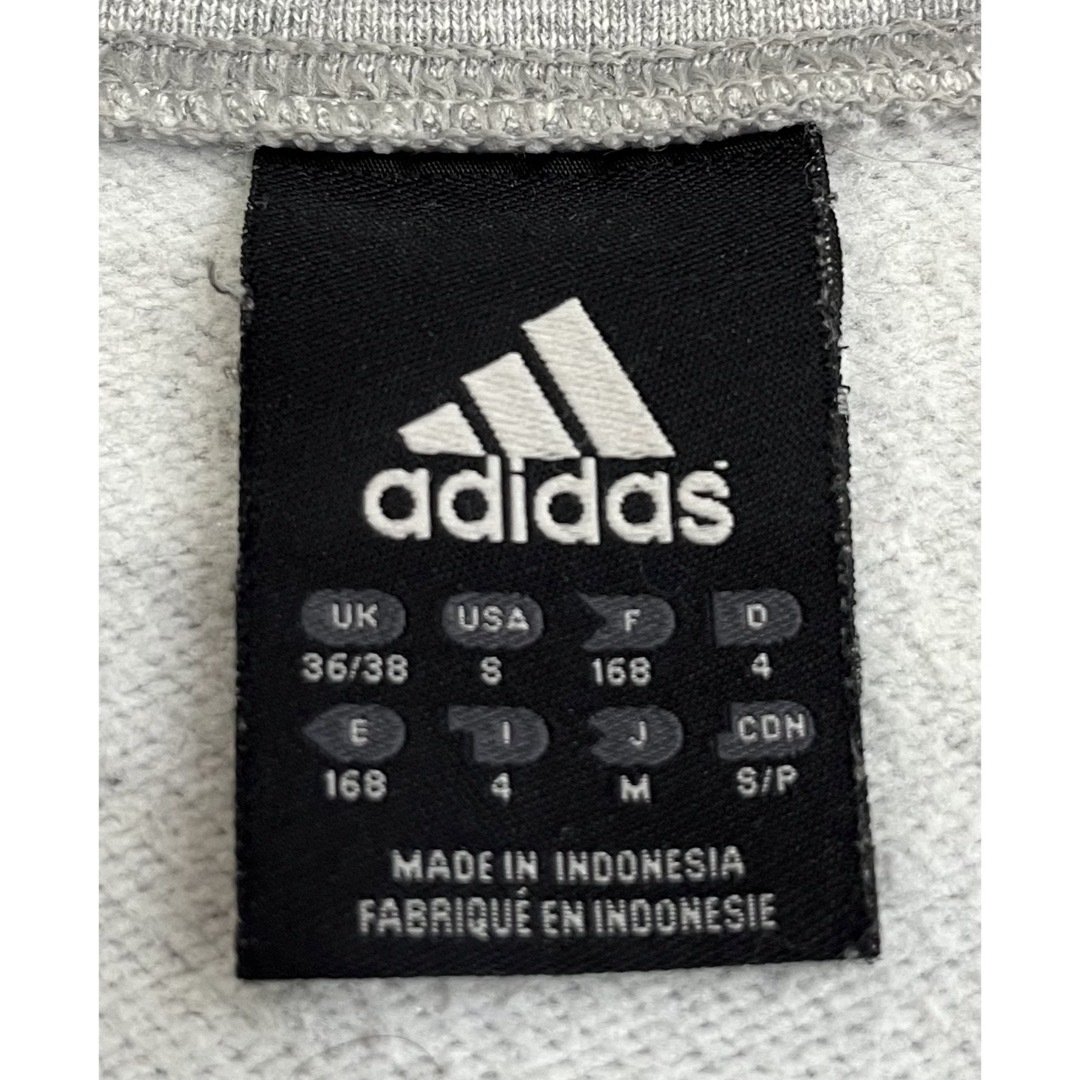 adidas
UK USA F D
36/38 S 168 4
E I J CDN
168 4 M S/P
MADE IN INDONESIA
FABRIQUÉ EN INDONESIE